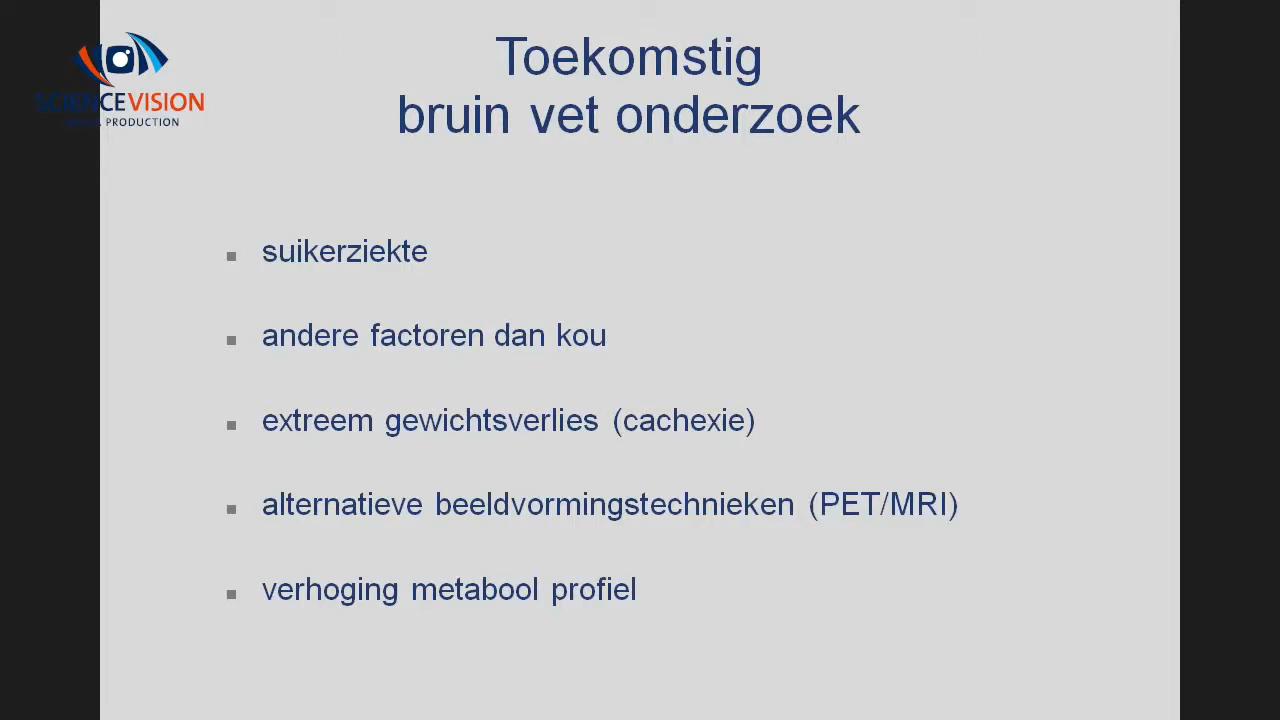 SCIENCEVISION
PRODUCTION
Toekomstig
bruin vet onderzoek
suikerziekte
andere factoren dan kou
extreem gewichtsverlies (cachexie)
alternatieve beeldvormingstechnieken (PET/MRI)
verhoging metabool profiel